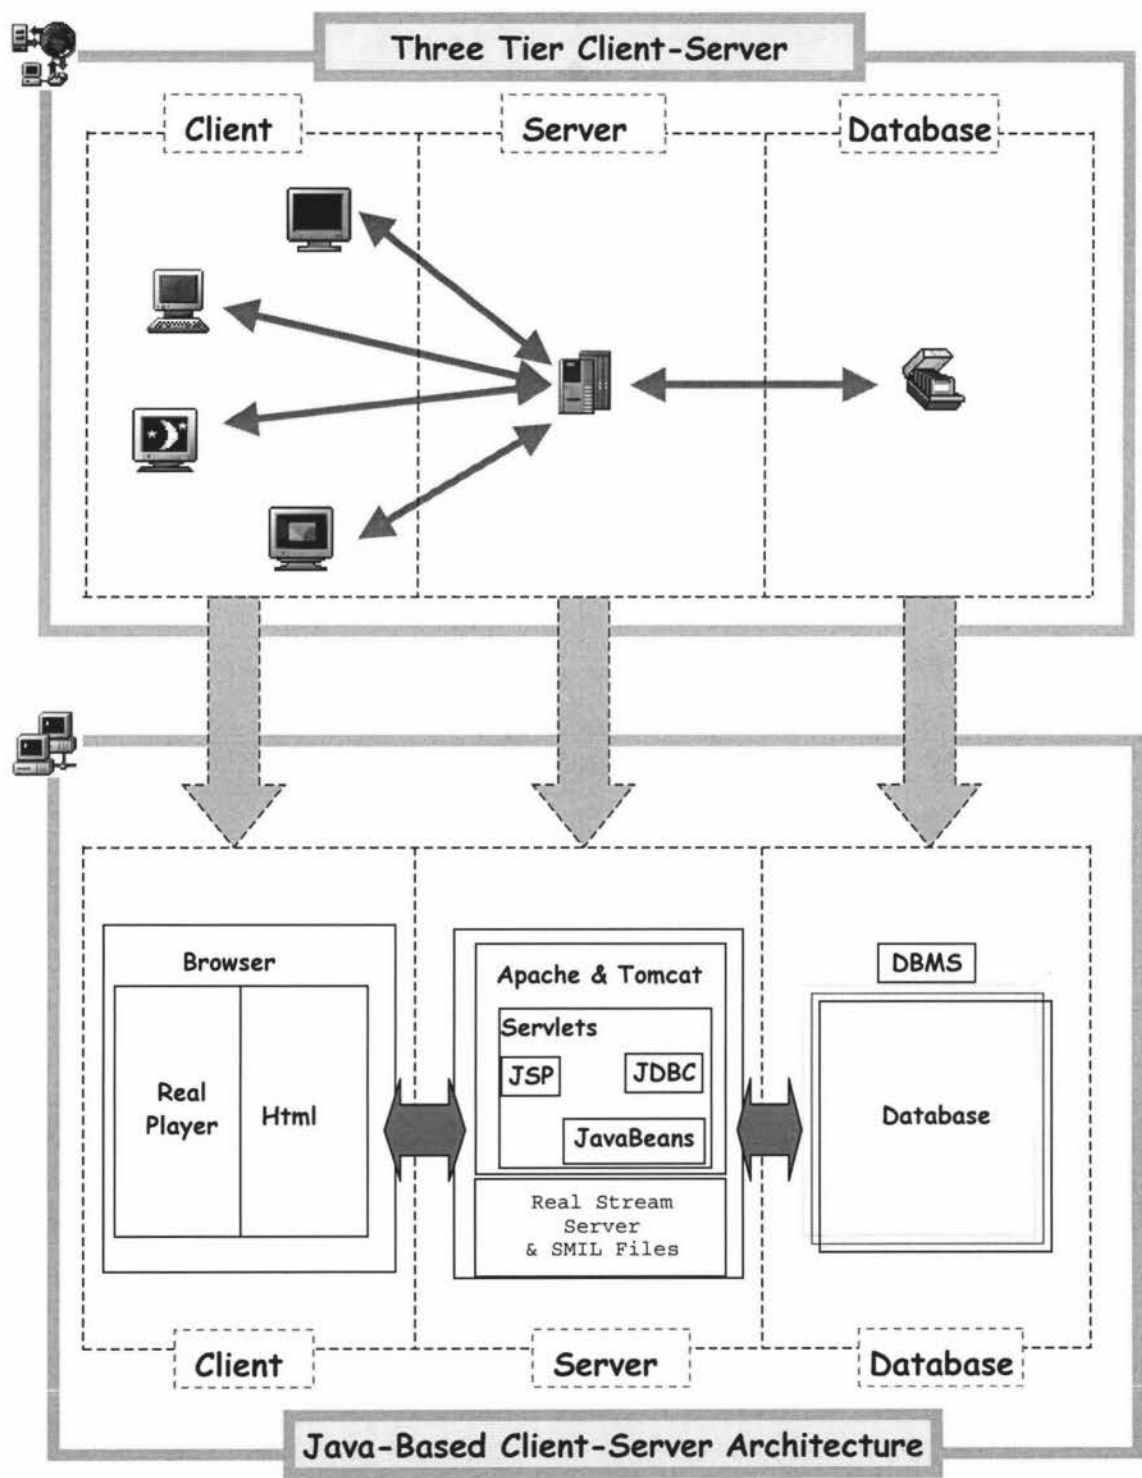 Three Tier Client-Server
Client
Server
Database
Browser
Real
Player
Html
Apache & Tomcat
Servlets
JSP
JDBC
JavaBeans
Real Stream
Server
& SMIL Files
DBMS
Database
Client
Server
Database
Java-Based Client-Server Architecture